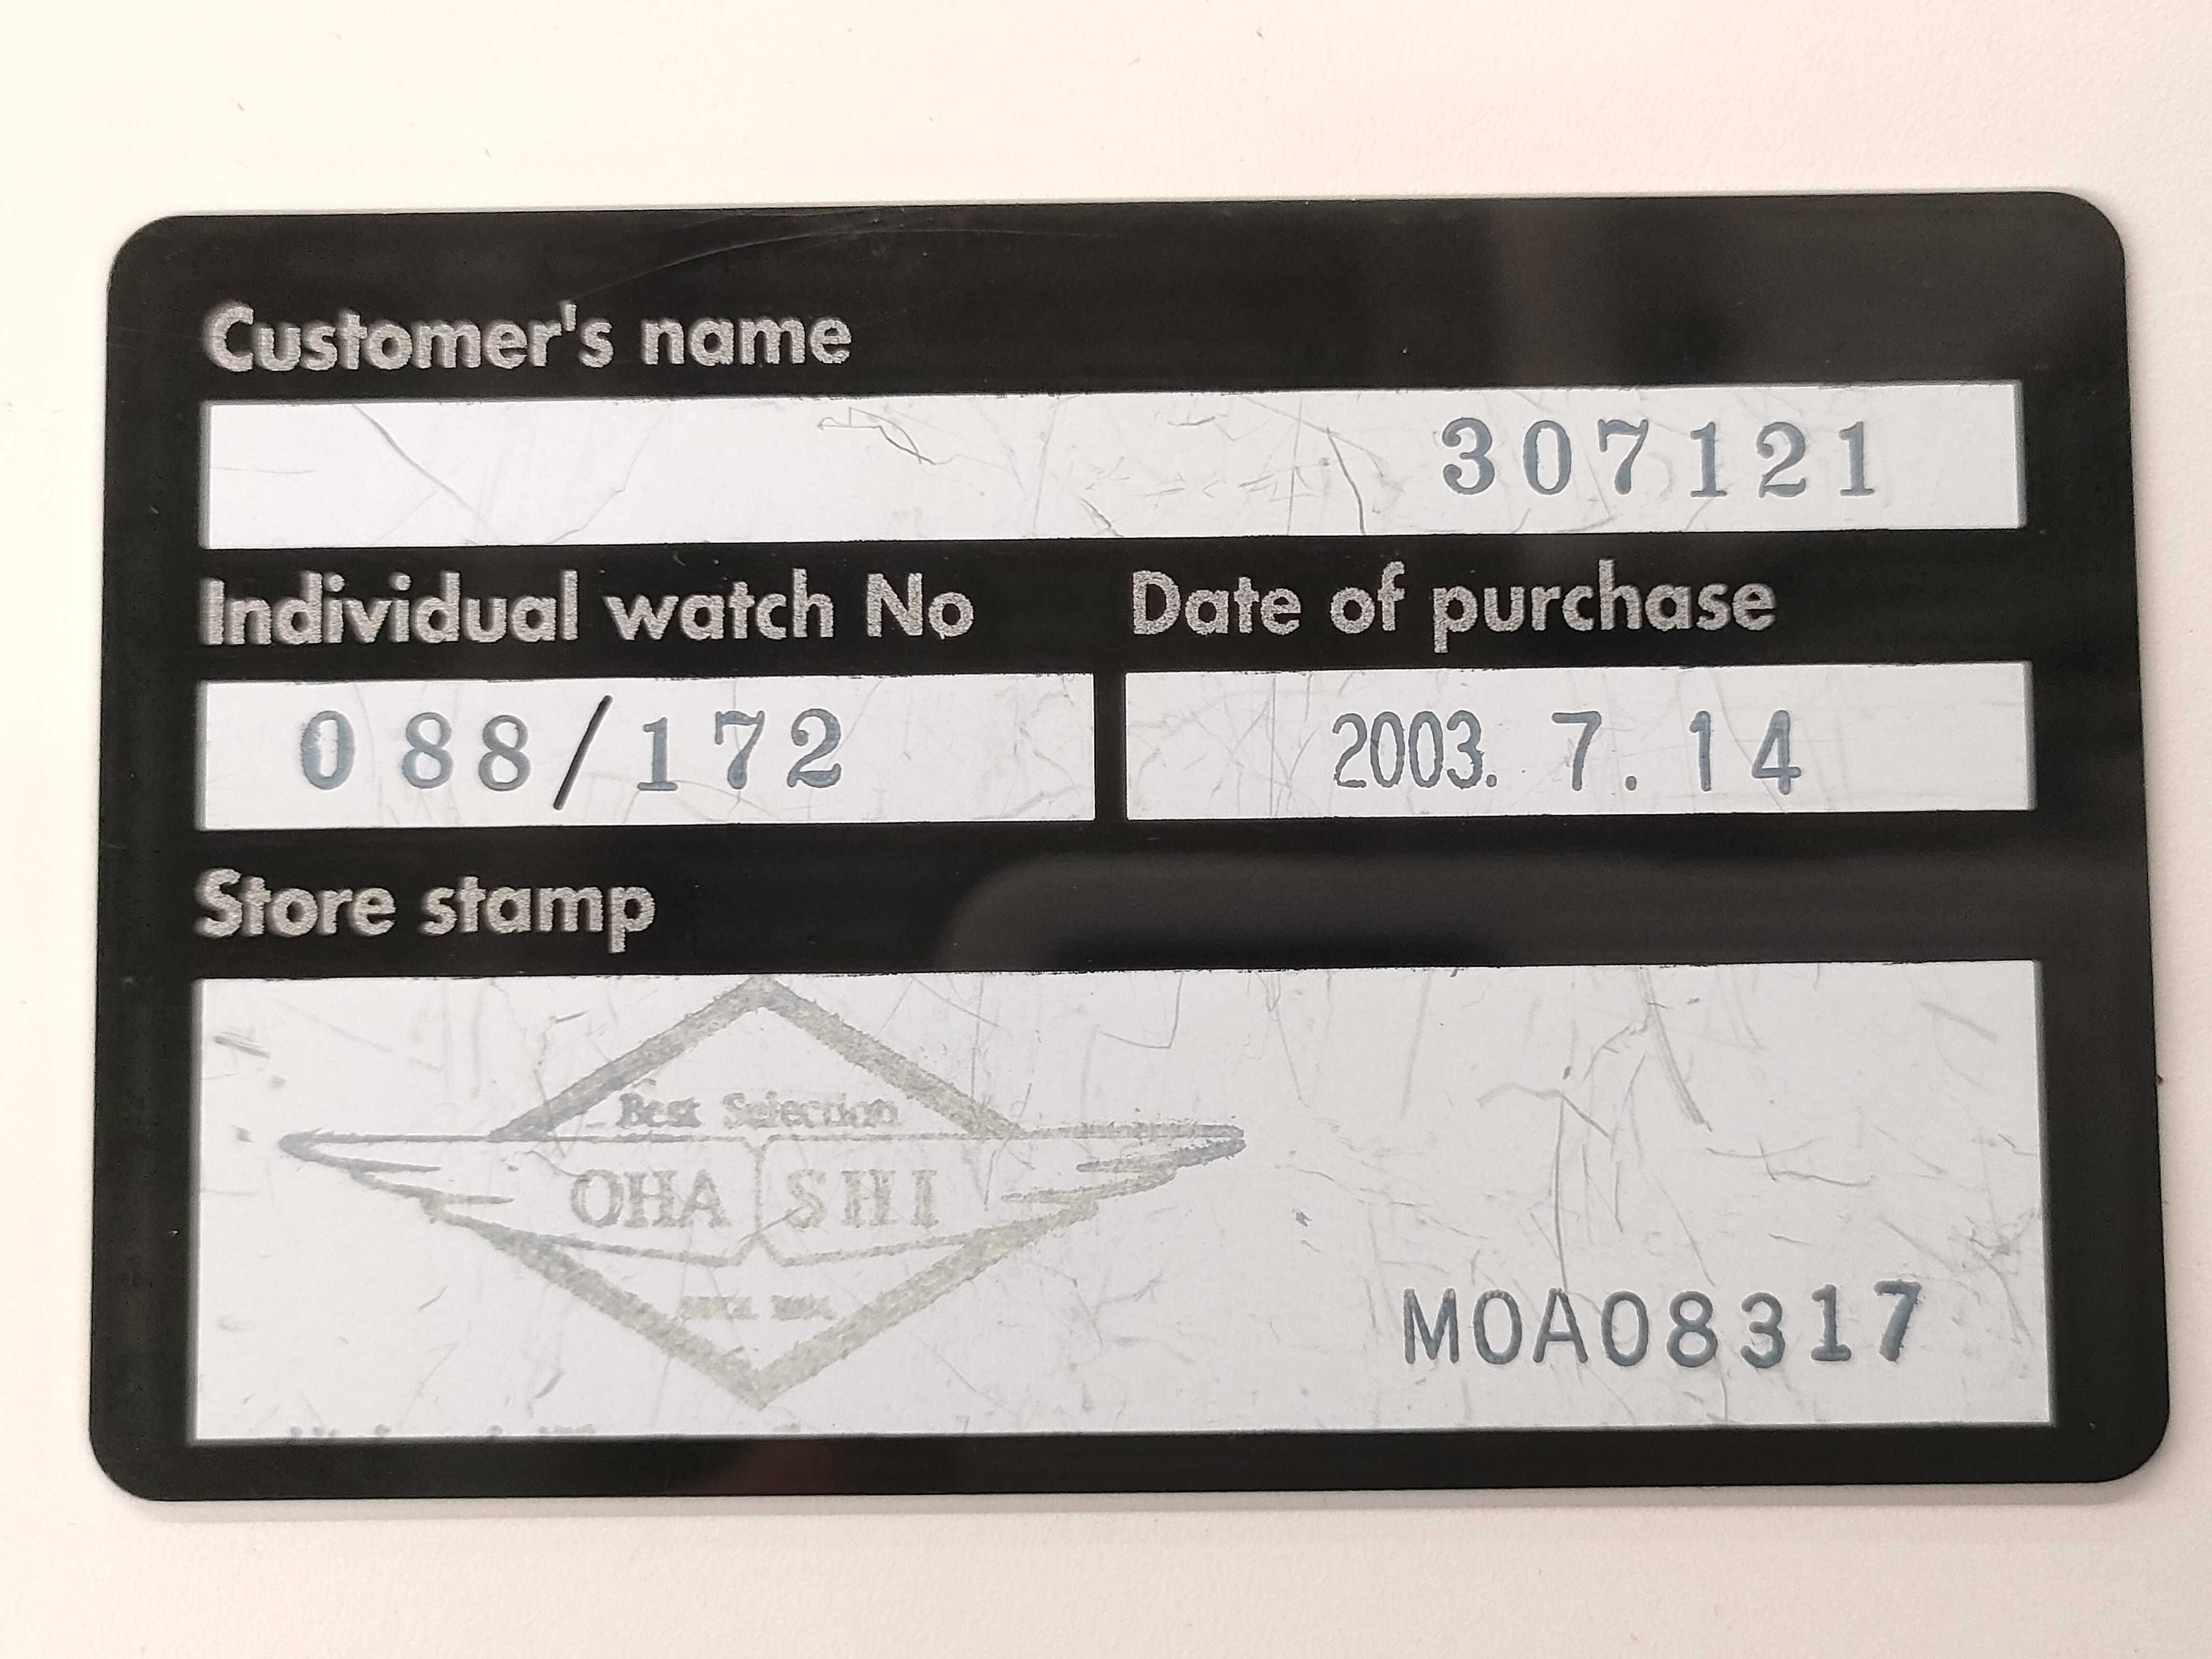 Customer's name
307121
Individual watch No
Date of purchase
088/172
2003. 7. 14
Store stamp
Best Selection
OHASHI
MOA08317